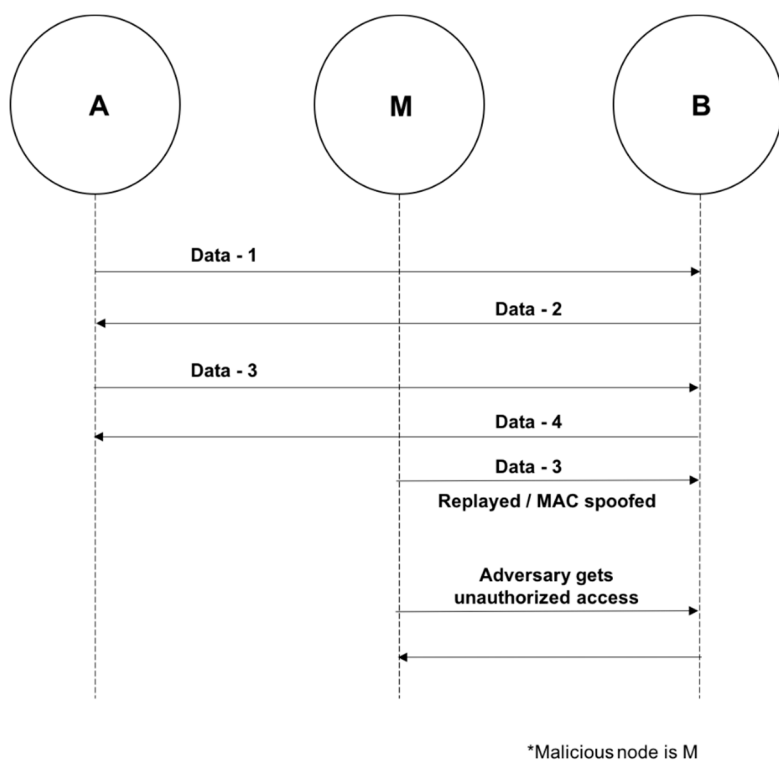 A
M
B
Data - 1
Data - 2
Data - 3
Data - 4
Data - 3
Replayed / MAC spoofed
Adversary gets
unauthorized access
*Malicious node is M